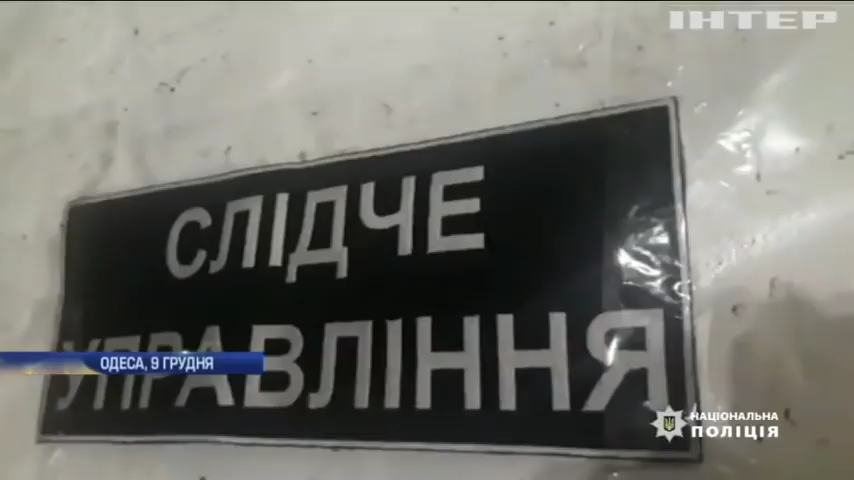 ІНТЕР
СЛІДЧЕ
УПРАВЛІННЯ
ОДЕСА, 9 ГРУДНЯ
НАЦІОНАЛЬНА
ПОЛІЦІЯ